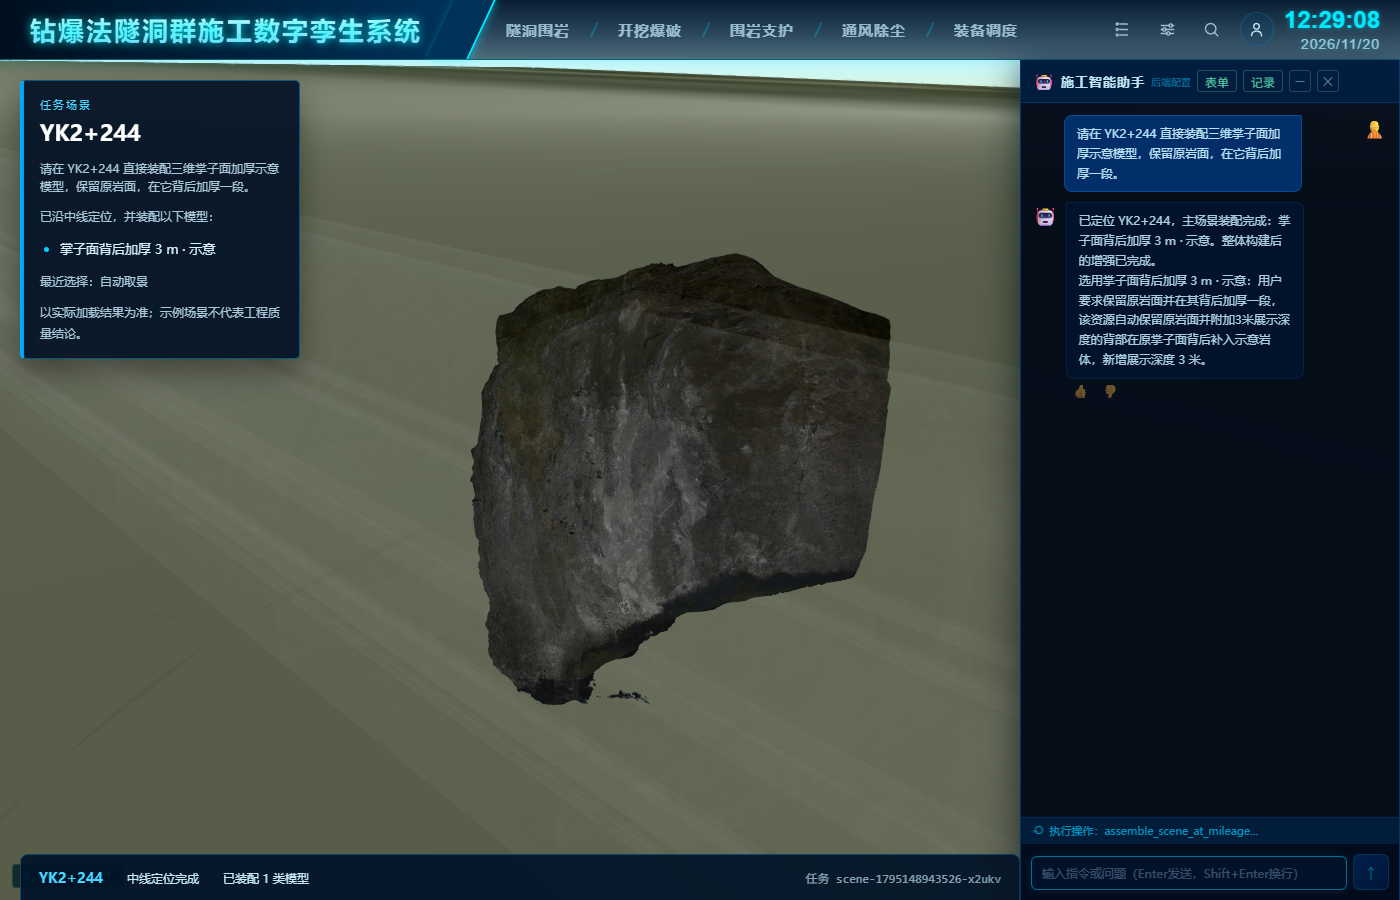 钻爆法隧洞群施工数字孪生系统
隧洞围岩 / 开挖爆破 / 围岩支护 / 通风除尘 / 装备调度
12:29:08
2026/11/20
任务场景
YK2+244
请在 YK2+244 直接装配三维掌子面加厚示意
模型，保留原岩面，在它背后加厚一段。
已沿中线定位，并装配以下模型：
掌子面背后加厚 3 m · 示意
最近选择：自动取景
以实际加载结果为准；示例场景不代表工程质
量结论。
施工智能助手 后端配置 表单 记录
请在 YK2+244 直接装配三维掌子面加
厚示意模型，保留原岩面，在它背后加
厚一段。
已定位 YK2+244，主场景装配完成：掌
子面背后加厚 3 m · 示意。整体构建后
的增强已完成。
选用掌子面背后加厚 3 m · 示意：用户
要求保留原岩面并在其背后加厚一段，
该资源自动保留原岩面并附加3米展示深
度的背部在原掌子面背后补入示意岩
体，新增展示深度 3 米。
执行操作：assemble_scene_at_mileage...
输入指令或问题（Enter发送，Shift+Enter换行）
YK2+244 中线定位完成 已装配 1 类模型
任务 scene-1795148943526-x2ukv